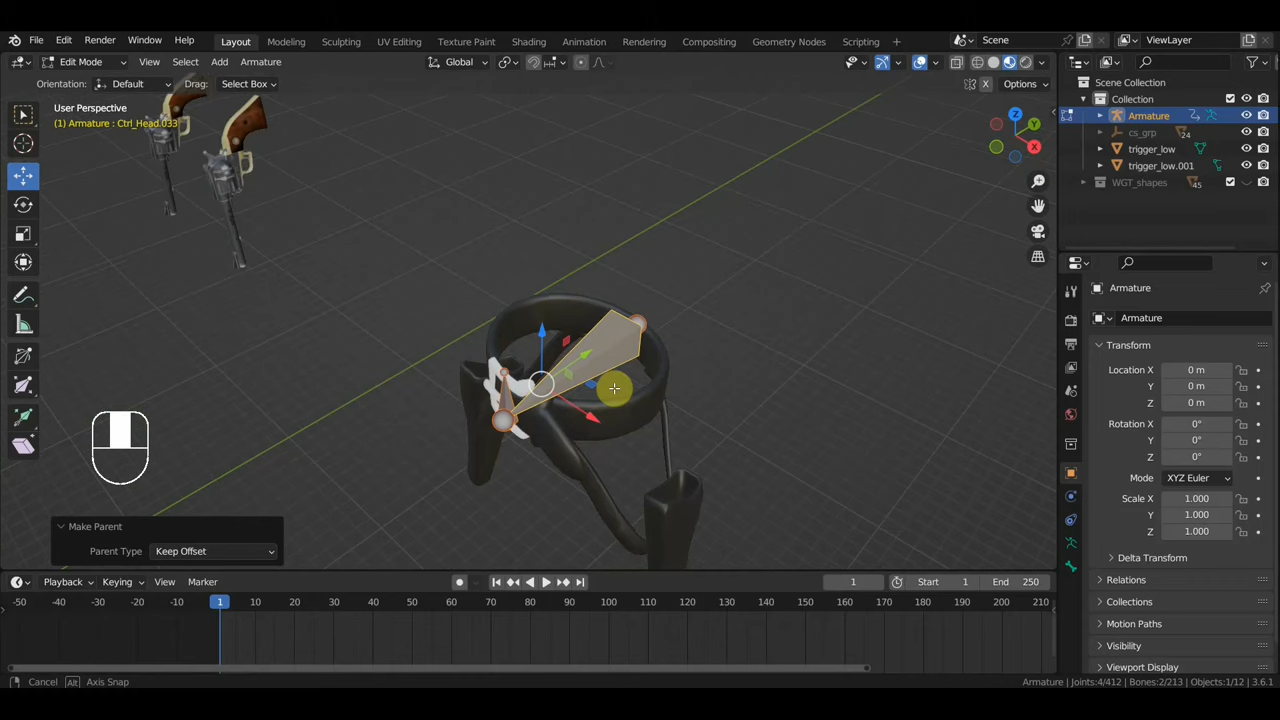 File Edit Render Window Help Layout Modeling Sculpting UV Editing Texture Paint Shading Animation Rendering Compositing Geometry Nodes Scripting + Scene ViewLayer
Edit Mode View Select Add Armature Global
Orientation: Default Drag: Select Box X Options
User Perspective
(1) Armature : Ctrl_Head.033
Z
Y
X
Scene Collection
Collection
Armature
cs_grp 24
trigger_low
trigger_low.001
WGT_shapes 45
Armature
Armature
Transform
Location X 0 m
Y 0 m
Z 0 m
Rotation X 0°
Y 0°
Z 0°
Mode XYZ Euler
Scale X 1.000
Y 1.000
Z 1.000
Delta Transform
Relations
Collections
Motion Paths
Visibility
Viewport Display
Make Parent
Parent Type Keep Offset
Playback Keying View Marker 1 Start 1 End 250
-50 -40 -30 -20 -10 1 10 20 30 40 50 60 70 80 90 100 110 120 130 140 150 160 170 180 190 200 210
Cancel Alt Axis Snap Armature | Joints:4/412 | Bones:2/213 | Objects:1/12 | 3.6.1